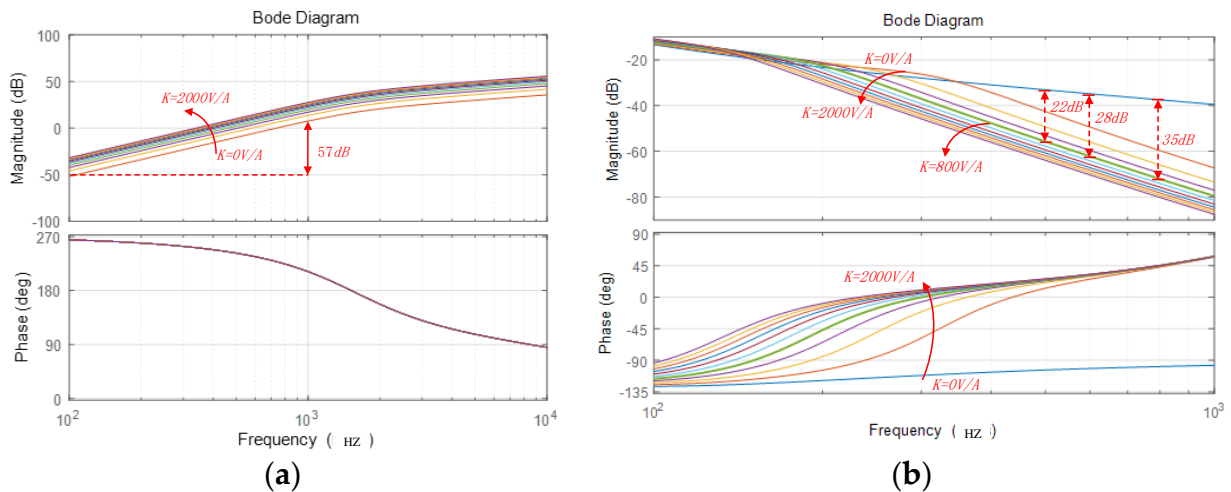 Bode Diagram
100
50
0
-50
-100
Magnitude (dB)
K=2000V/A
K=0V/A
57dB
270
180
90
0
Phase (deg)
10^2
10^3
10^4
Frequency ( HZ )
(a)
Bode Diagram
-20
-40
-60
-80
Magnitude (dB)
K=0V/A
K=2000V/A
K=800V/A
22dB
28dB
35dB
90
45
0
-45
-90
-135
Phase (deg)
K=2000V/A
K=0V/A
10^2
10^3
Frequency ( HZ )
(b)